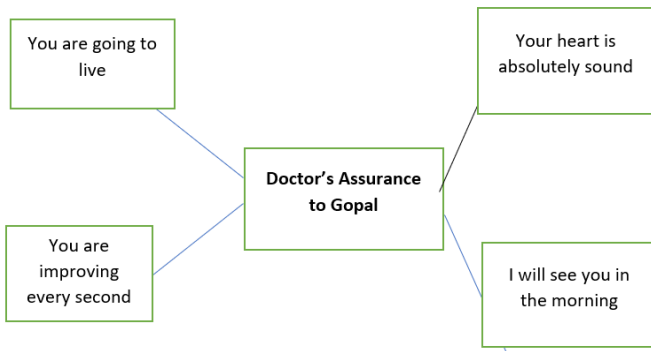 You are going to
live
Your heart is
absolutely sound
Doctor's Assurance
to Gopal
You are
improving
every second
I will see you in
the morning